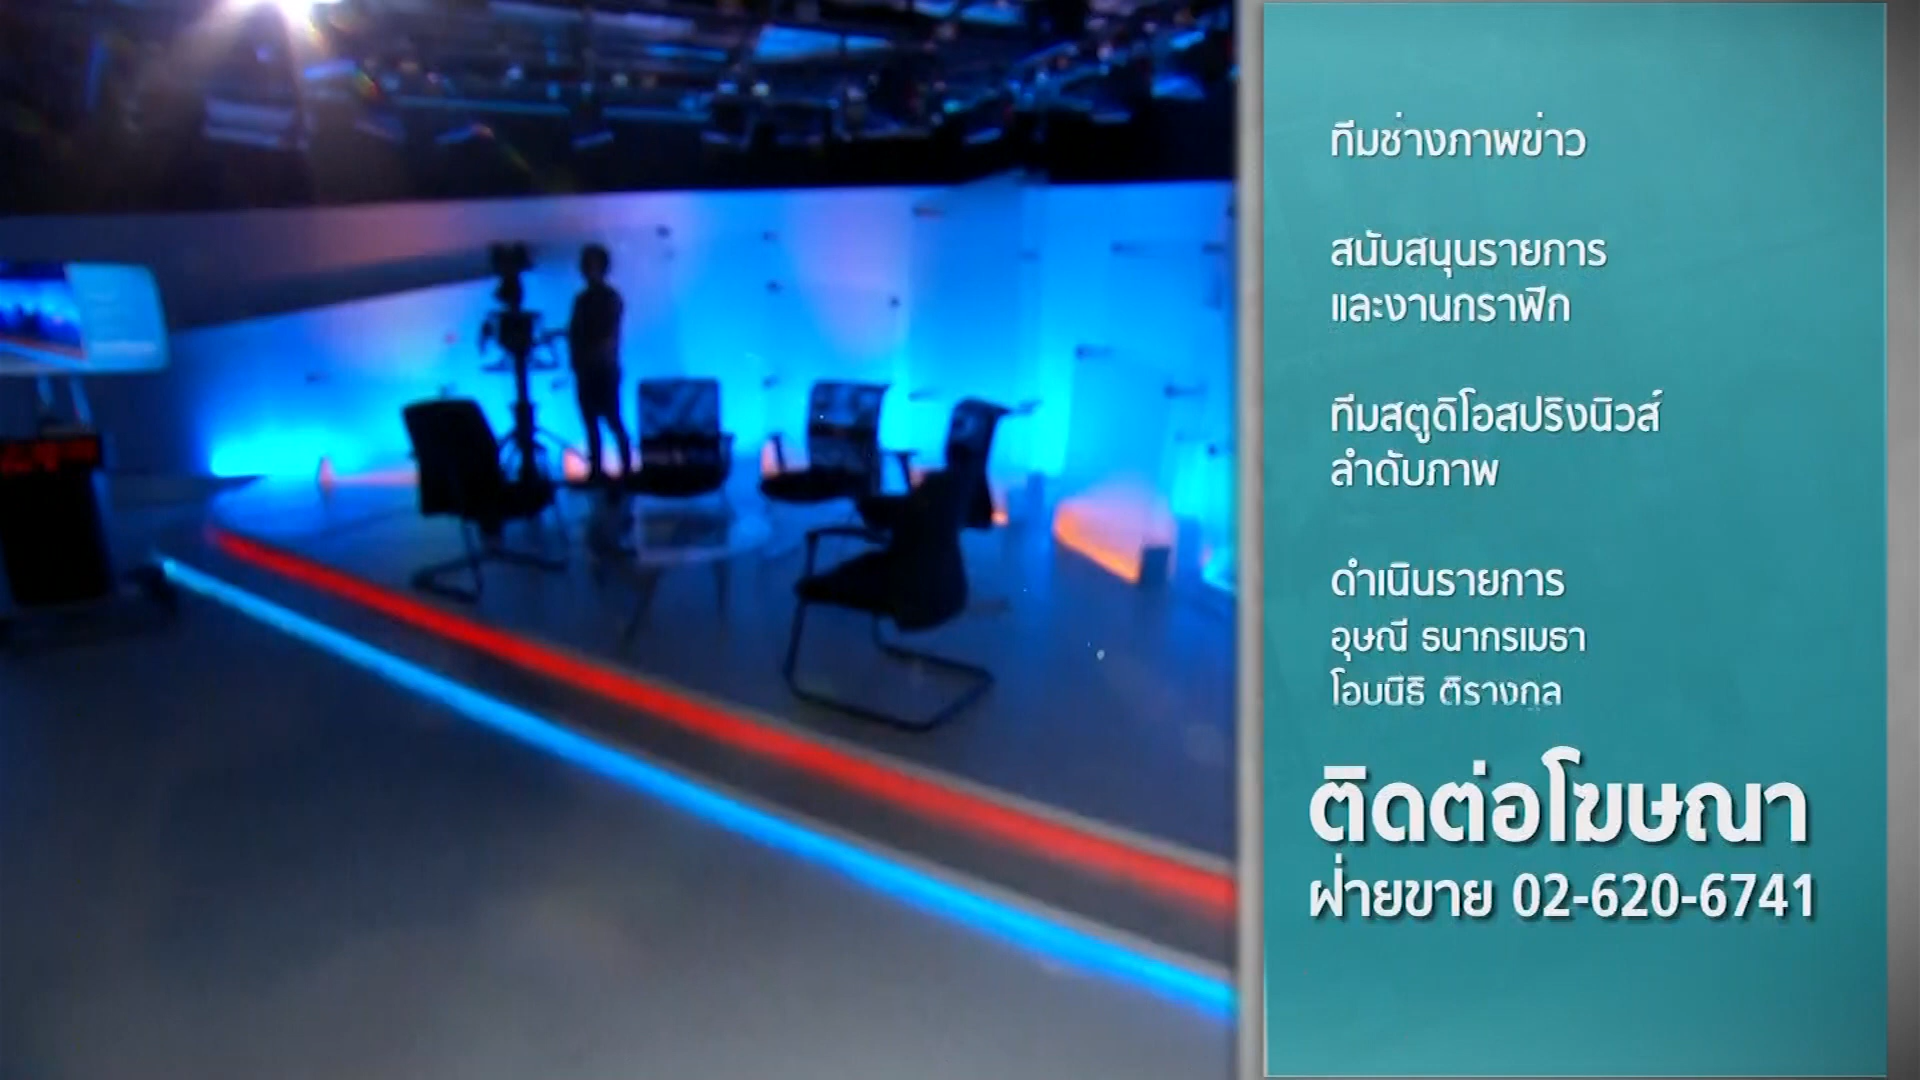 ทีมช่างภาพข่าว
สนับสนุนรายการ
และงานกราฟิก
ทีมสตูดิโอสปริงนิวส์
ลำดับภาพ
ดำเนินรายการ
อุษณี ธนากรเมธา
โอบนิธิ ติรางกูล
ติดต่อโฆษณา
ฝ่ายขาย 02-620-6741